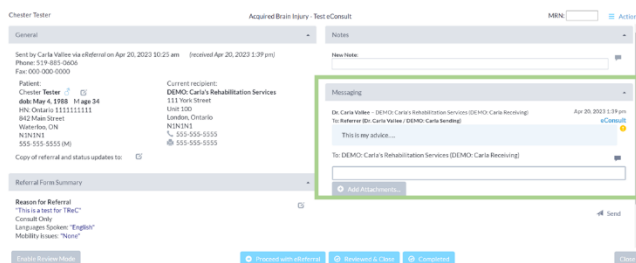 Chester Tester
Acquired Brain Injury - Test eConsult
MRN:
Action
General
Sent by Carla Vallee via eReferral on Apr 20, 2023 10:25 am (received Apr 20, 2023 1:39 pm)
Phone: 519-885-0606
Fax: 000-000-0000
Patient:
Chester Tester
dob: May 4, 1988 M age 34
HN: Ontario 1111111111
842 Main Street
Waterloo, ON
N1N1N1
555-555-5555 (M)
Current recipient:
DEMO: Carla's Rehabilitation Services
111 York Street
Unit 100
London, Ontario
N1N1N1
555-555-5555
555-555-5555
Copy of referral and status updates to:
Referral Form Summary
Reason for Referral
"This is a test for TReC"
Consult Only
Languages Spoken: "English"
Mobility Issues: "None"
Notes
New Note:
Messaging
Dr. Carla Vallee - DEMO: Carla's Rehabilitation Services (DEMO: Carla Receiving)
Apr 20, 2023 1:39 pm
To Referrer (Dr. Carla Vallee / DEMO: Carla Sending)
eConsult
This is my advice....
To: DEMO: Carla's Rehabilitation Services (DEMO: Carla Receiving)
Add Attachments...
Send
Enable Review Mode
Proceed with eReferral
Reviewed & Close
Completed
Close